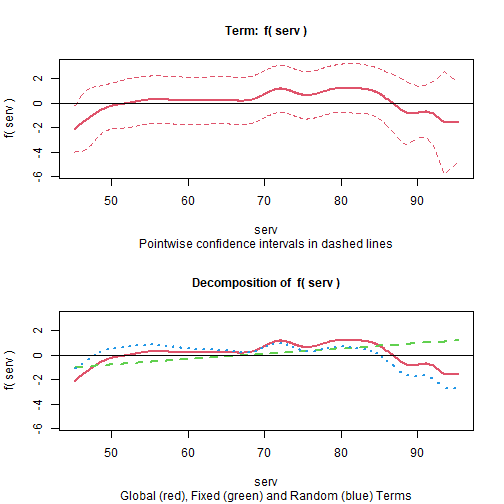 Term: f( serv )
2
0
-2
-4
-6
f( serv )
50 60 70 80 90
serv
Pointwise confidence intervals in dashed lines
Decomposition of f( serv )
2
0
-2
-4
-6
f( serv )
50 60 70 80 90
serv
Global (red), Fixed (green) and Random (blue) Terms